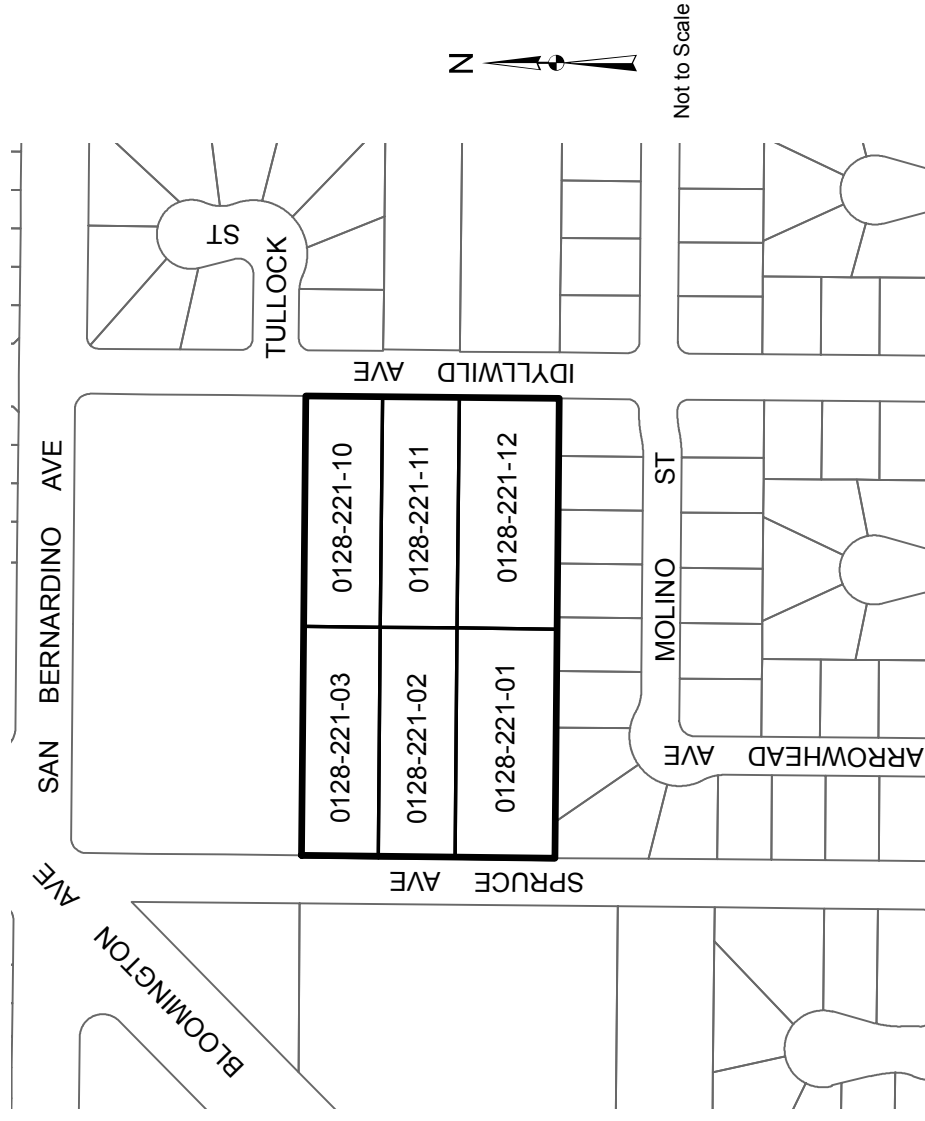 N
Not to Scale
SAN BERNARDINO AVE
BLOOMINGTON AVE
TULLOCK ST
IDYLLWILD AVE
SPRUCE AVE
MOLINO ST
ARROWHEAD AVE
0128-221-03
0128-221-10
0128-221-02
0128-221-11
0128-221-01
0128-221-12